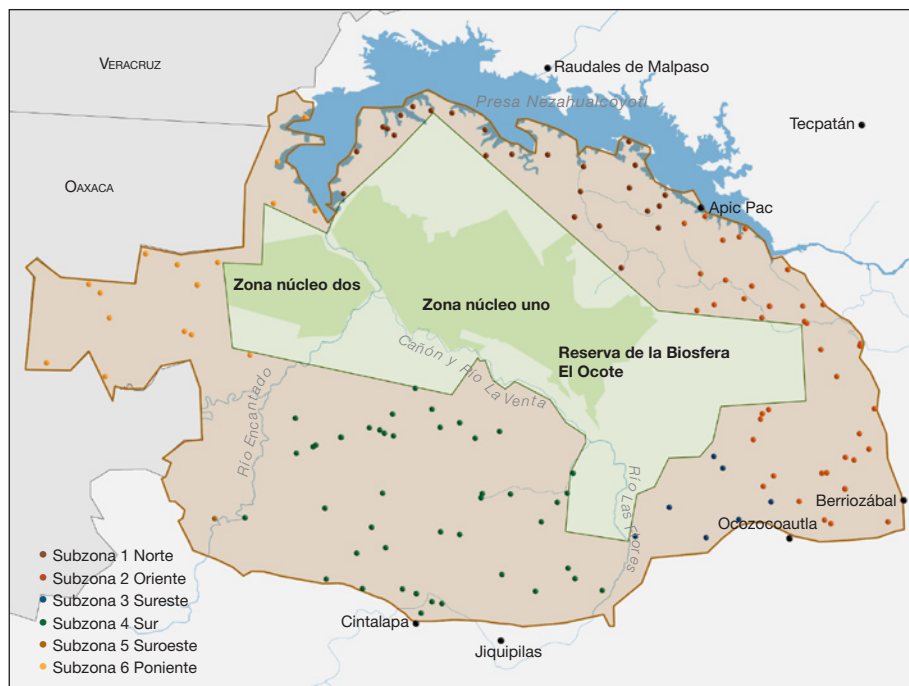 VERACRUZ
Raudales de Malpaso
Presa Nezahualcóyotl
Tecpatán
OAXACA
Apic Pac
Zona núcleo dos
Zona núcleo uno
Cañón y Río La Venta
Reserva de la Biosfera
El Ocote
Río Encantado
Río Las Flores
Berriozábal
Ocozocoautla
Subzona 1 Norte
Subzona 2 Oriente
Subzona 3 Sureste
Subzona 4 Sur
Subzona 5 Suroeste
Subzona 6 Poniente
Cintalapa
Jiquipilas